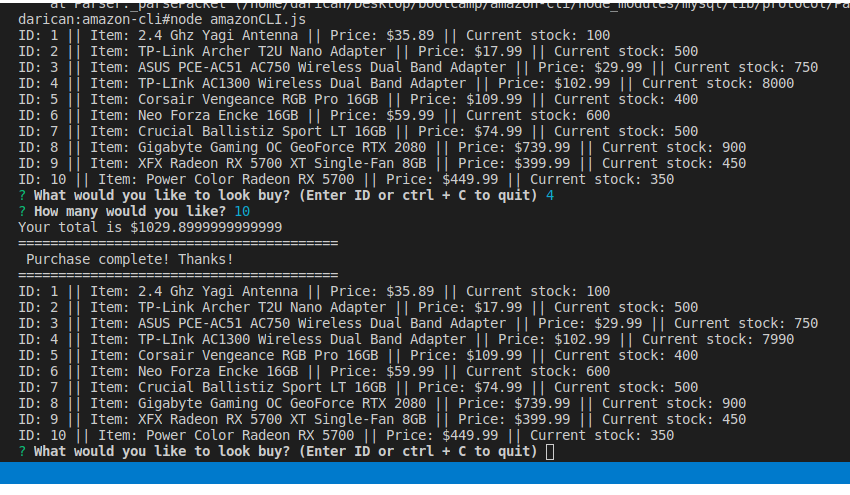 at Parser._parsePacket (/home/darican/Desktop/bootcamp/amazon-cli/node_modules/mysql/lib/protocol/Pa
darican:amazon-cli#node amazonCLI.js
ID: 1 || Item: 2.4 Ghz Yagi Antenna || Price: $35.89 || Current stock: 100
ID: 2 || Item: TP-Link Archer T2U Nano Adapter || Price: $17.99 || Current stock: 500
ID: 3 || Item: ASUS PCE-AC51 AC750 Wireless Dual Band Adapter || Price: $29.99 || Current stock: 750
ID: 4 || Item: TP-LInk AC1300 Wireless Dual Band Adapter || Price: $102.99 || Current stock: 8000
ID: 5 || Item: Corsair Vengeance RGB Pro 16GB || Price: $109.99 || Current stock: 400
ID: 6 || Item: Neo Forza Encke 16GB || Price: $59.99 || Current stock: 600
ID: 7 || Item: Crucial Ballistiz Sport LT 16GB || Price: $74.99 || Current stock: 500
ID: 8 || Item: Gigabyte Gaming OC GeoForce RTX 2080 || Price: $739.99 || Current stock: 900
ID: 9 || Item: XFX Radeon RX 5700 XT Single-Fan 8GB || Price: $399.99 || Current stock: 450
ID: 10 || Item: Power Color Radeon RX 5700 || Price: $449.99 || Current stock: 350
? What would you like to look buy? (Enter ID or ctrl + C to quit) 4
? How many would you like? 10
Your total is $1029.8999999999999
========================================
Purchase complete! Thanks!
========================================
ID: 1 || Item: 2.4 Ghz Yagi Antenna || Price: $35.89 || Current stock: 100
ID: 2 || Item: TP-Link Archer T2U Nano Adapter || Price: $17.99 || Current stock: 500
ID: 3 || Item: ASUS PCE-AC51 AC750 Wireless Dual Band Adapter || Price: $29.99 || Current stock: 750
ID: 4 || Item: TP-LInk AC1300 Wireless Dual Band Adapter || Price: $102.99 || Current stock: 7990
ID: 5 || Item: Corsair Vengeance RGB Pro 16GB || Price: $109.99 || Current stock: 400
ID: 6 || Item: Neo Forza Encke 16GB || Price: $59.99 || Current stock: 600
ID: 7 || Item: Crucial Ballistiz Sport LT 16GB || Price: $74.99 || Current stock: 500
ID: 8 || Item: Gigabyte Gaming OC GeoForce RTX 2080 || Price: $739.99 || Current stock: 900
ID: 9 || Item: XFX Radeon RX 5700 XT Single-Fan 8GB || Price: $399.99 || Current stock: 450
ID: 10 || Item: Power Color Radeon RX 5700 || Price: $449.99 || Current stock: 350
? What would you like to look buy? (Enter ID or ctrl + C to quit)